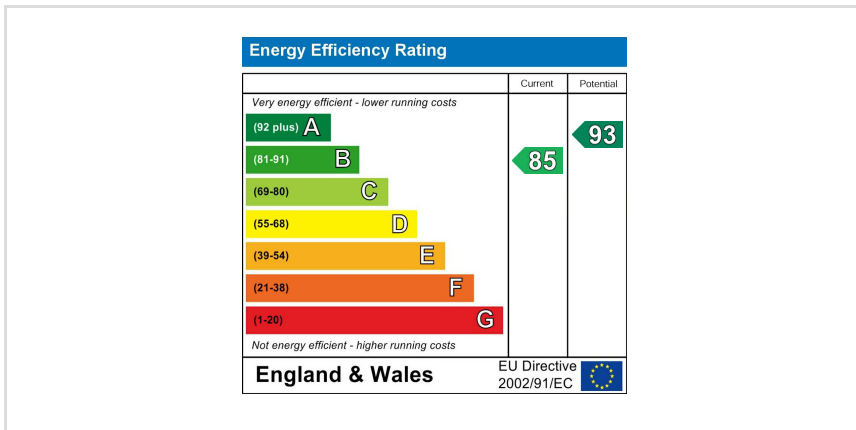 Energy Efficiency Rating
Current Potential
Very energy efficient - lower running costs
(92 plus) A
93
(81-91) B
85
(69-80) C
(55-68) D
(39-54) E
(21-38) F
(1-20) G
Not energy efficient - higher running costs
England & Wales
EU Directive
2002/91/EC